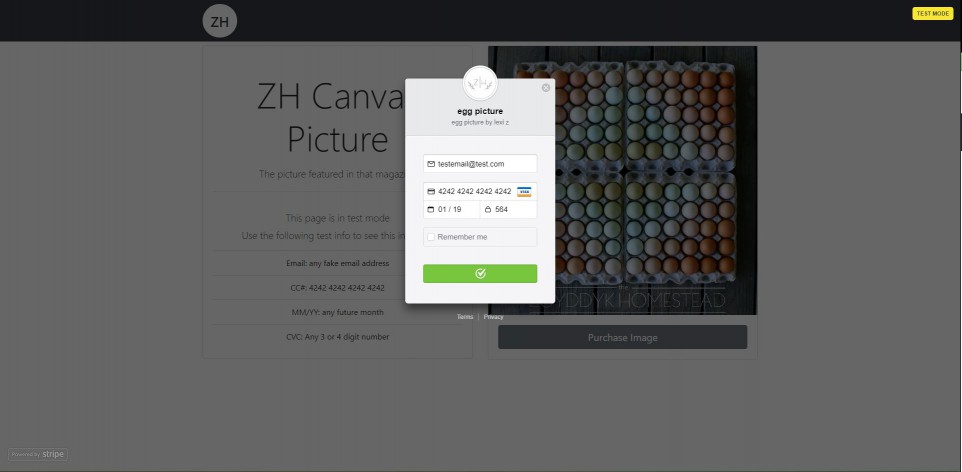 ZH
TEST MODE
ZH Canva
Picture
The picture featured in that magaz
This page is in test mode
Use the following test info to see this in
Email: any fake email address
CC#: 4242 4242 4242 4242
MM/YY: any future month
CVC: Any 3 or 4 digit number
ZH
egg picture
egg picture by lexi z
testemail@test.com
4242 4242 4242 4242 VISA
01 / 19 564
Remember me
Terms | Privacy
the
HOMESTEAD
Purchase Image
Powered by stripe